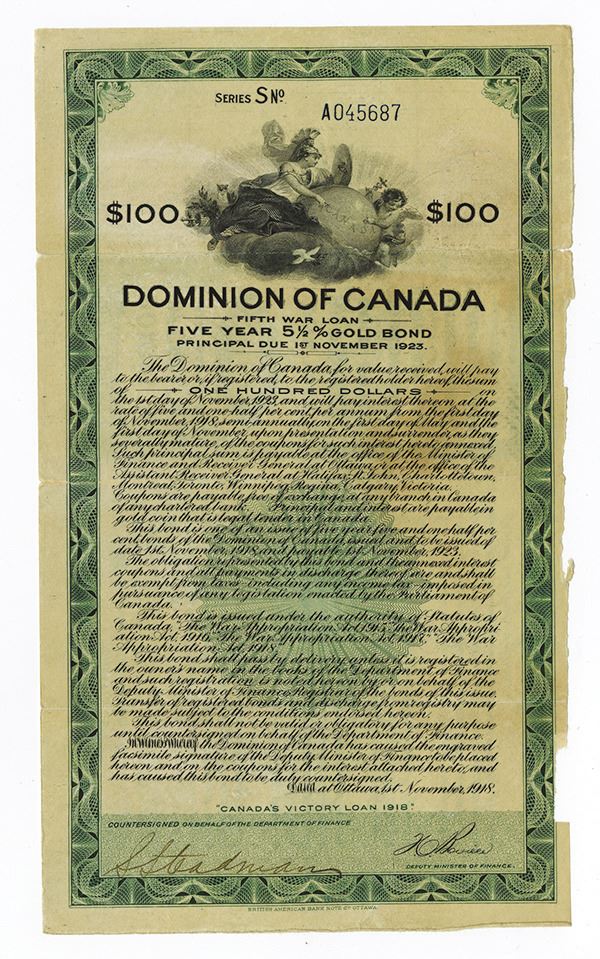 SERIES S Nº A045687
$100 $100
CANADA
DOMINION OF CANADA
FIFTH WAR LOAN
FIVE YEAR 5½% GOLD BOND
PRINCIPAL DUE 1ST NOVEMBER 1923.
The Dominion of Canada, for value received, will pay
to the bearer or, if registered, to the registered holder hereof, the sum
of ONE HUNDRED DOLLARS on
the 1st day of November, 1923, and will pay interest thereon at the
rate of five and one-half per cent. per annum from the first day
of November, 1918, semi-annually on the first day of May and the
first day of November, upon presentation and surrender, as they
severally mature, of the coupons for such interest hereto annexed.
Such principal sum is payable at the office of the Minister of
Finance and Receiver General at Ottawa, or at the office of the
Assistant Receiver General at Halifax, St. John, Charlottetown,
Montreal, Toronto, Winnipeg, Regina, Calgary, Victoria.
Coupons are payable, free of exchange, at any branch in Canada
of any chartered bank. Principal and interest are payable in
gold coin that is legal tender in Canada.
This bond is one of an issue of five year, five and one half per
cent. bonds of the Dominion of Canada, issued and to be issued of
date 1st November, 1918, and payable 1st November, 1923.
The obligation represented by this bond and the annexed interest
coupons and all payments in discharge thereof, are and shall
be exempt from taxes - including any income tax - imposed in
pursuance of any legislation enacted by the Parliament of
Canada.
This bond is issued under the authority of Statutes of
Canada, "The War Appropriation Act, 1915," "The War Appropri-
ation Act, 1916," "The War Appropriation Act, 1917," "The War
Appropriation Act, 1918."
This bond shall pass by delivery, unless it is registered in
the owner's name in the books of the Department of Finance
and such registration is noted hereon by or on behalf of the
Deputy Minister of Finance, Registrar of the bonds of this issue.
Transfer of registered bonds and discharge from registry may
be made subject to the conditions endorsed hereon.
This bond shall not be valid or obligatory for any purpose
until countersigned on behalf of the Department of Finance.
In Witness Whereof the Dominion of Canada has caused the engraved
facsimile signature of the Deputy Minister of Finance to be placed
hereon and on the coupons for the interest attached hereto, and
has caused this bond to be duly countersigned.
Dated at Ottawa, 1st November, 1918.
"CANADA'S VICTORY LOAN 1918"
COUNTERSIGNED ON BEHALF OF THE DEPARTMENT OF FINANCE
DEPUTY MINISTER OF FINANCE.
BRITISH AMERICAN BANK NOTE CO OTTAWA.